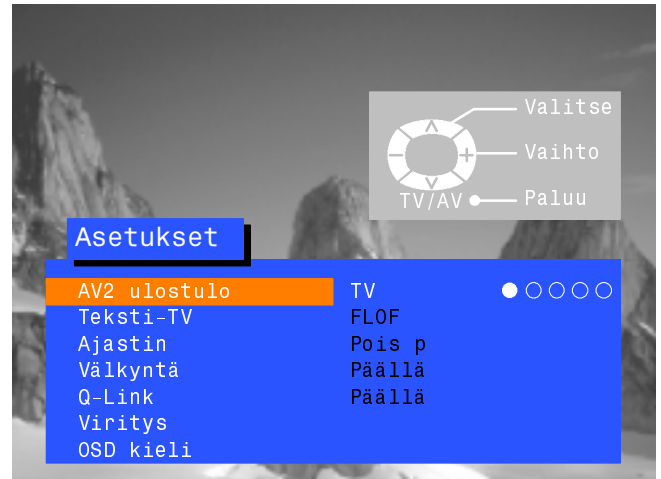 Valitse
Vaihto
TV/AV Paluu
Asetukset
AV2 ulostulo TV
Teksti-TV FLOF
Ajastin Pois p
Välkyntä Päällä
Q-Link Päällä
Viritys
OSD kieli